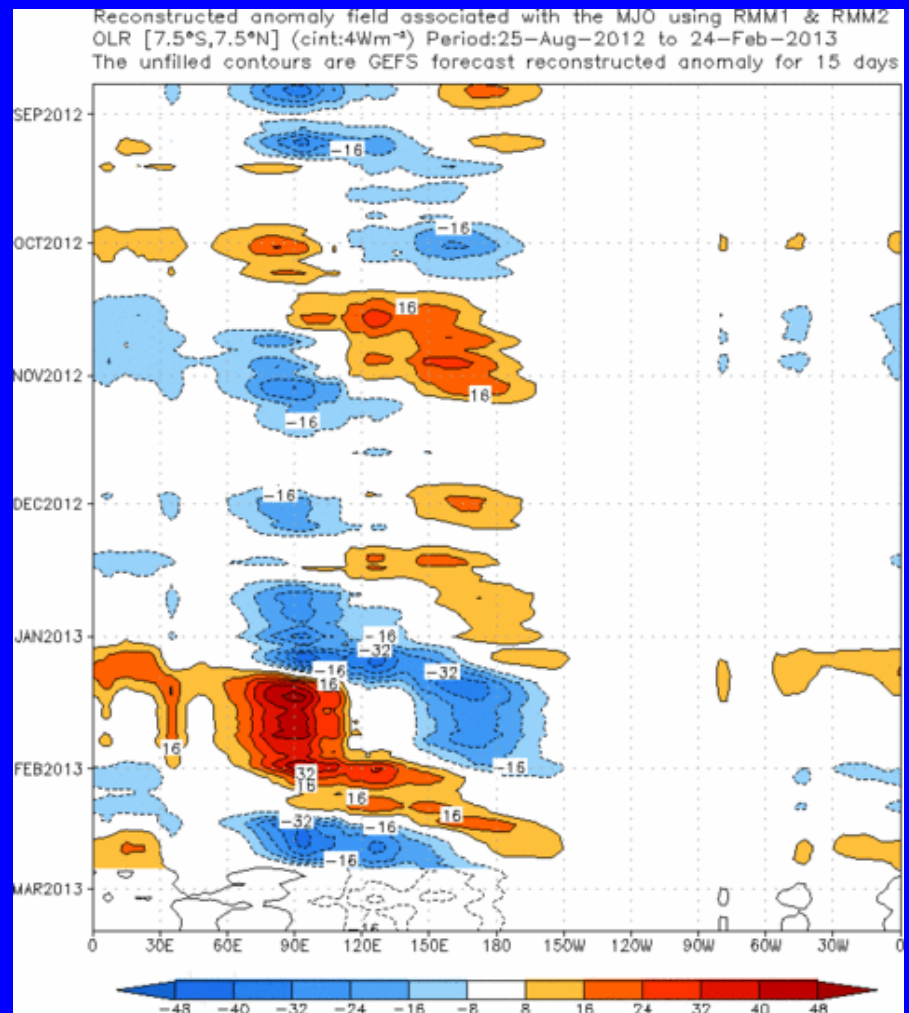 Reconstructed anomaly field associated with the MJO using RMM1 & RMM2
OLR [7.5°S,7.5°N] (cint:4Wm⁻²) Period:25-Aug-2012 to 24-Feb-2013
The unfilled contours are GEFS forecast reconstructed anomaly for 15 days
SEP2012
-16
OCT2012
-16
16
NOV2012
16
-16
-16
DEC2012
JAN2013
-16
-32
-16
-32
16
16
FEB2013
-16
32
16
16
16
-32
-16
-16
MAR2013
-16
0 30E 60E 90E 120E 150E 180 150W 120W 90W 60W 30W 0
-48 -40 -32 -24 -16 -8 8 16 24 32 40 48